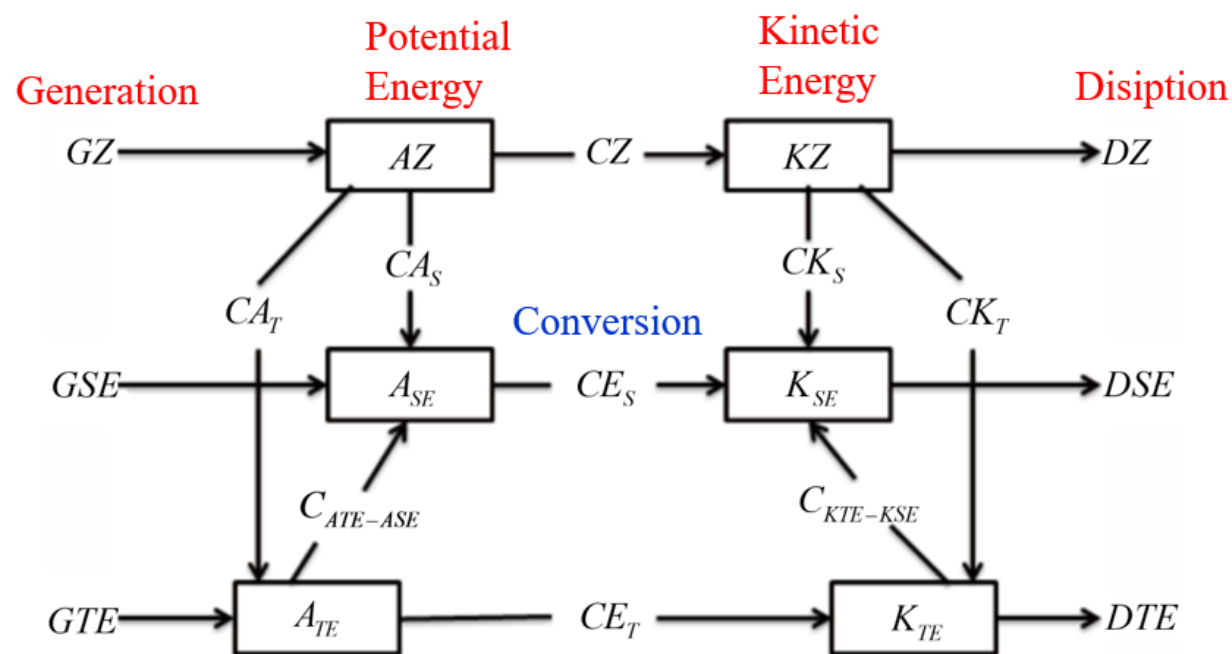 Generation
Potential
Energy
Kinetic
Energy
Disiption
GZ
AZ
CZ
KZ
DZ
CA_T
CA_S
CK_S
CK_T
Conversion
GSE
A_SE
CE_S
K_SE
DSE
C_ATE-ASE
C_KTE-KSE
GTE
A_TE
CE_T
K_TE
DTE